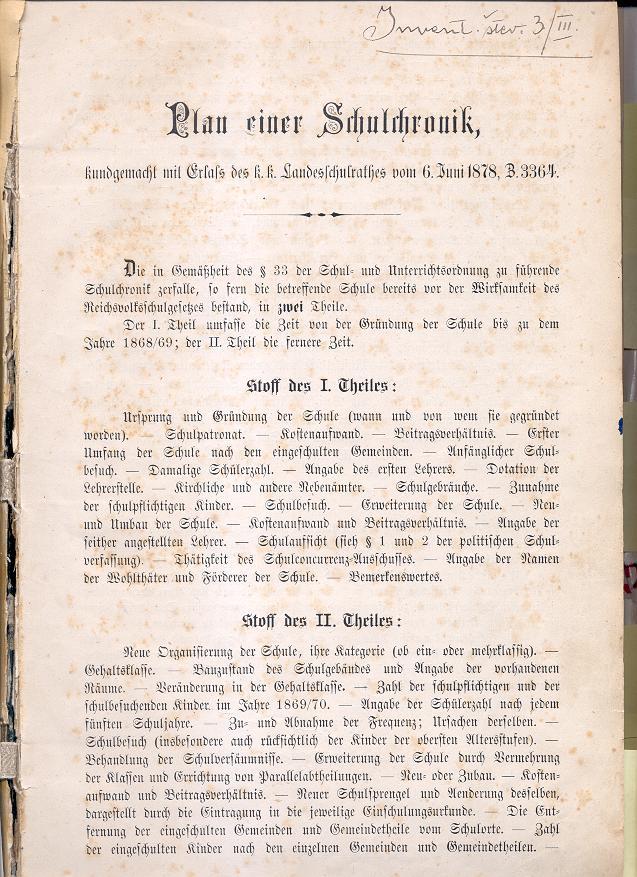 Invent. štev. 3/III.
Plan einer Schulchronik,
kundgemacht mit Erlass des k. k. Landesschulrathes vom 6. Juni 1878, Z. 3364.
Die in Gemäßheit des § 33 der Schul- und Unterrichtsordnung zu führende
Schulchronik zerfalle, so fern die betreffende Schule bereits vor der Wirksamkeit des
Reichsvolksschulgesetzes bestand, in zwei Theile.
Der I. Theil umfasse die Zeit von der Gründung der Schule bis zu dem
Jahre 1868/69; der II. Theil die fernere Zeit.
Stoff des I. Theiles:
Ursprung und Gründung der Schule (wann und von wem sie gegründet
worden). — Schulpatronat. — Kostenaufwand. — Beitragsverhältnis. — Erster
Umfang der Schule nach den eingeschulten Gemeinden. — Anfänglicher Schul-
besuch. — Damalige Schülerzahl. — Angabe des ersten Lehrers. — Dotation der
Lehrerstelle. — Kirchliche und andere Nebenämter. — Schulgebräuche. — Zunahme
der schulpflichtigen Kinder. — Schulbesuch. — Erweiterung der Schule. — Neu-
und Umbau der Schule. — Kostenaufwand und Beitragsverhältnis. — Angabe der
seither angestellten Lehrer. — Schulaufsicht (sieh § 1 und 2 der politischen Schul-
verfassung). — Thätigkeit des Schulconcurrenz-Ausschusses. — Angabe der Namen
der Wohlthäter und Förderer der Schule. — Bemerkenswertes.
Stoff des II. Theiles:
Neue Organisierung der Schule, ihre Kategorie (ob ein- oder mehrklassig). —
Gehaltsklasse. — Bauzustand des Schulgebäudes und Angabe der vorhandenen
Räume. — Veränderung in der Gehaltsklasse. — Zahl der schulpflichtigen und der
schulbesuchenden Kinder im Jahre 1869/70. — Angabe der Schülerzahl nach jedem
fünften Schuljahre. — Zu- und Abnahme der Frequenz; Ursachen derselben. —
Schulbesuch (insbesondere auch rücksichtlich der Kinder der obersten Altersstufen). —
Behandlung der Schulversäumnisse. — Erweiterung der Schule durch Vermehrung
der Klassen und Errichtung von Parallelabtheilungen. — Neu- oder Zubau. — Kosten-
aufwand und Beitragsverhältnis. — Neuer Schulsprengel und Aenderung desselben,
dargestellt durch die Eintragung in die jeweilige Einschulungsurkunde. — Die Ent-
fernung der eingeschulten Gemeinden und Gemeindetheile vom Schulorte. — Zahl
der eingeschulten Kinder nach den einzelnen Gemeinden und Gemeindetheilen. —